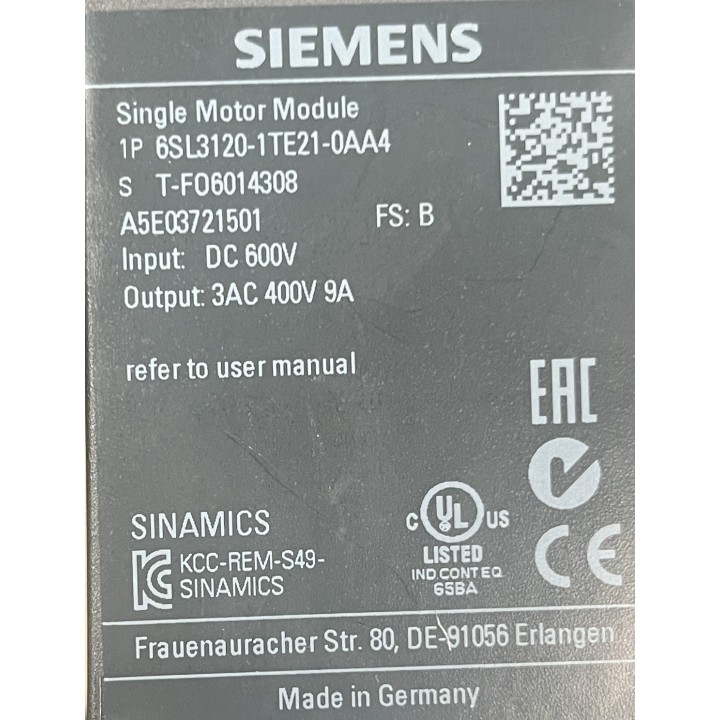 SIEMENS
Single Motor Module
1P 6SL3120-1TE21-0AA4
S T-FO6014308
A5E03721501 FS: B
Input: DC 600V
Output: 3AC 400V 9A
refer to user manual
EAC
SINAMICS
C UL US
LISTED
IND.CONT.EQ
65BA
CE
KCC-REM-S49-
SINAMICS
Frauenauracher Str. 80, DE-91056 Erlangen
Made in Germany